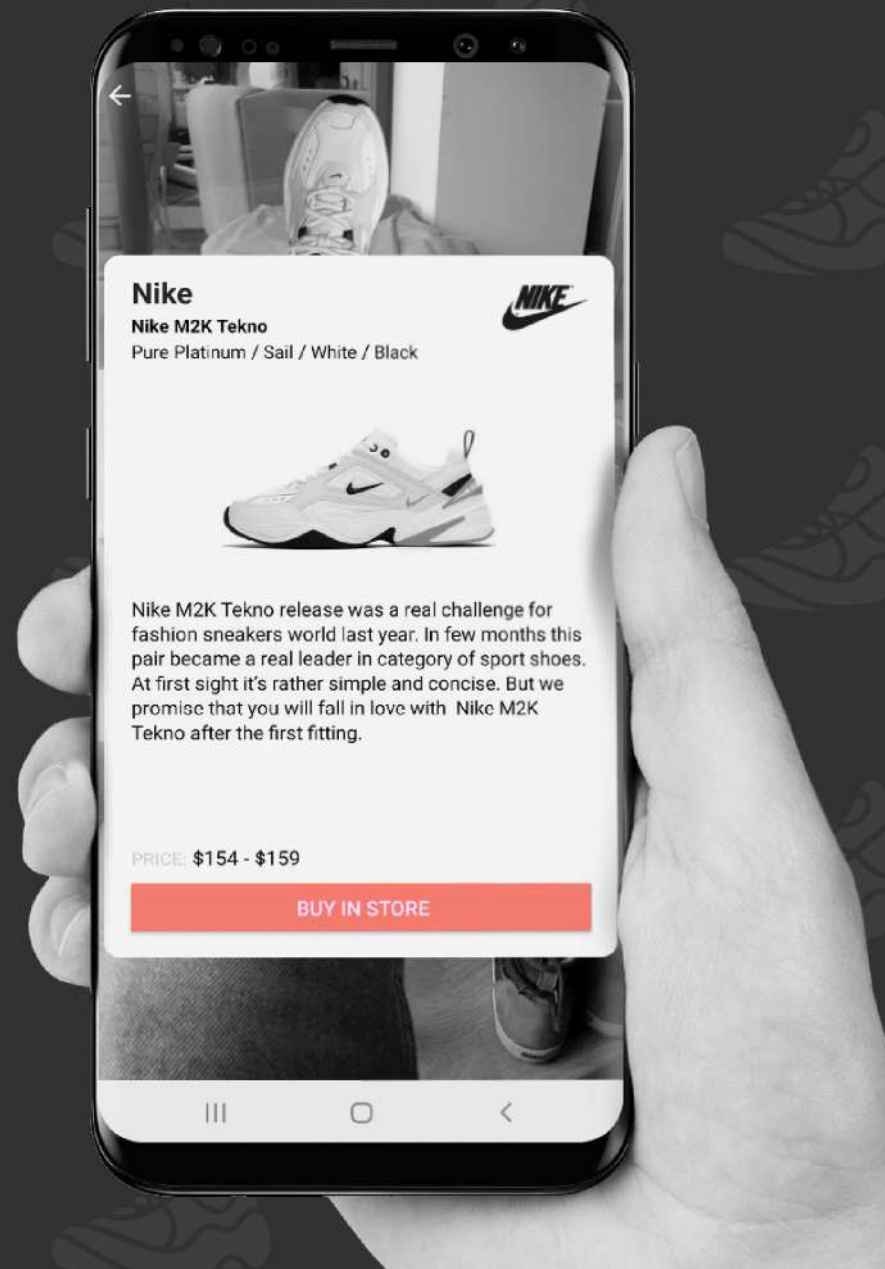 Nike
NIKE
Nike M2K Tekno
Pure Platinum / Sail / White / Black
Nike M2K Tekno release was a real challenge for
fashion sneakers world last year. In few months this
pair became a real leader in category of sport shoes.
At first sight it's rather simple and concise. But we
promise that you will fall in love with Nike M2K
Tekno after the first fitting.
PRICE: $154 - $159
BUY IN STORE